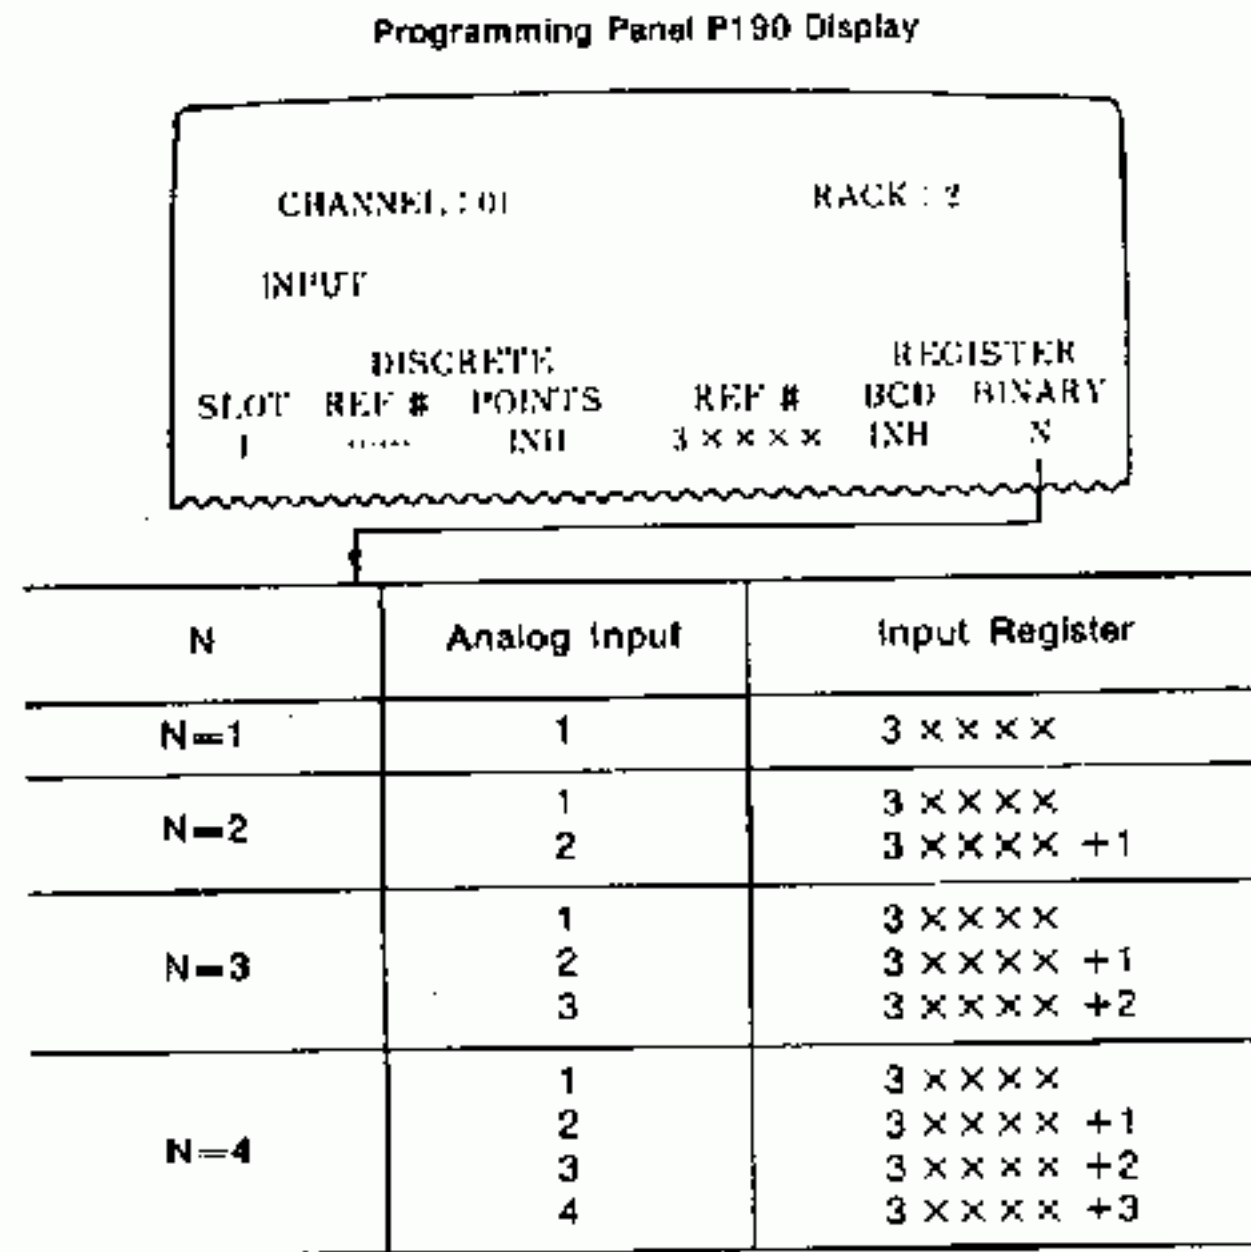 Programming Panel P190 Display
CHANNEL : 01 RACK : 2
INPUT
DISCRETE REGISTER
SLOT REF # POINTS REF # BCD BINARY
1 INH 3 × × × × INH N
N Analog Input Input Register
N=1 1 3 × × × ×
1 3 × × × ×
N=2
2 3 × × × × +1
1 3 × × × ×
N=3 2 3 × × × × +1
3 3 × × × × +2
1 3 × × × ×
2 3 × × × × +1
N=4
3 3 × × × × +2
4 3 × × × × +3